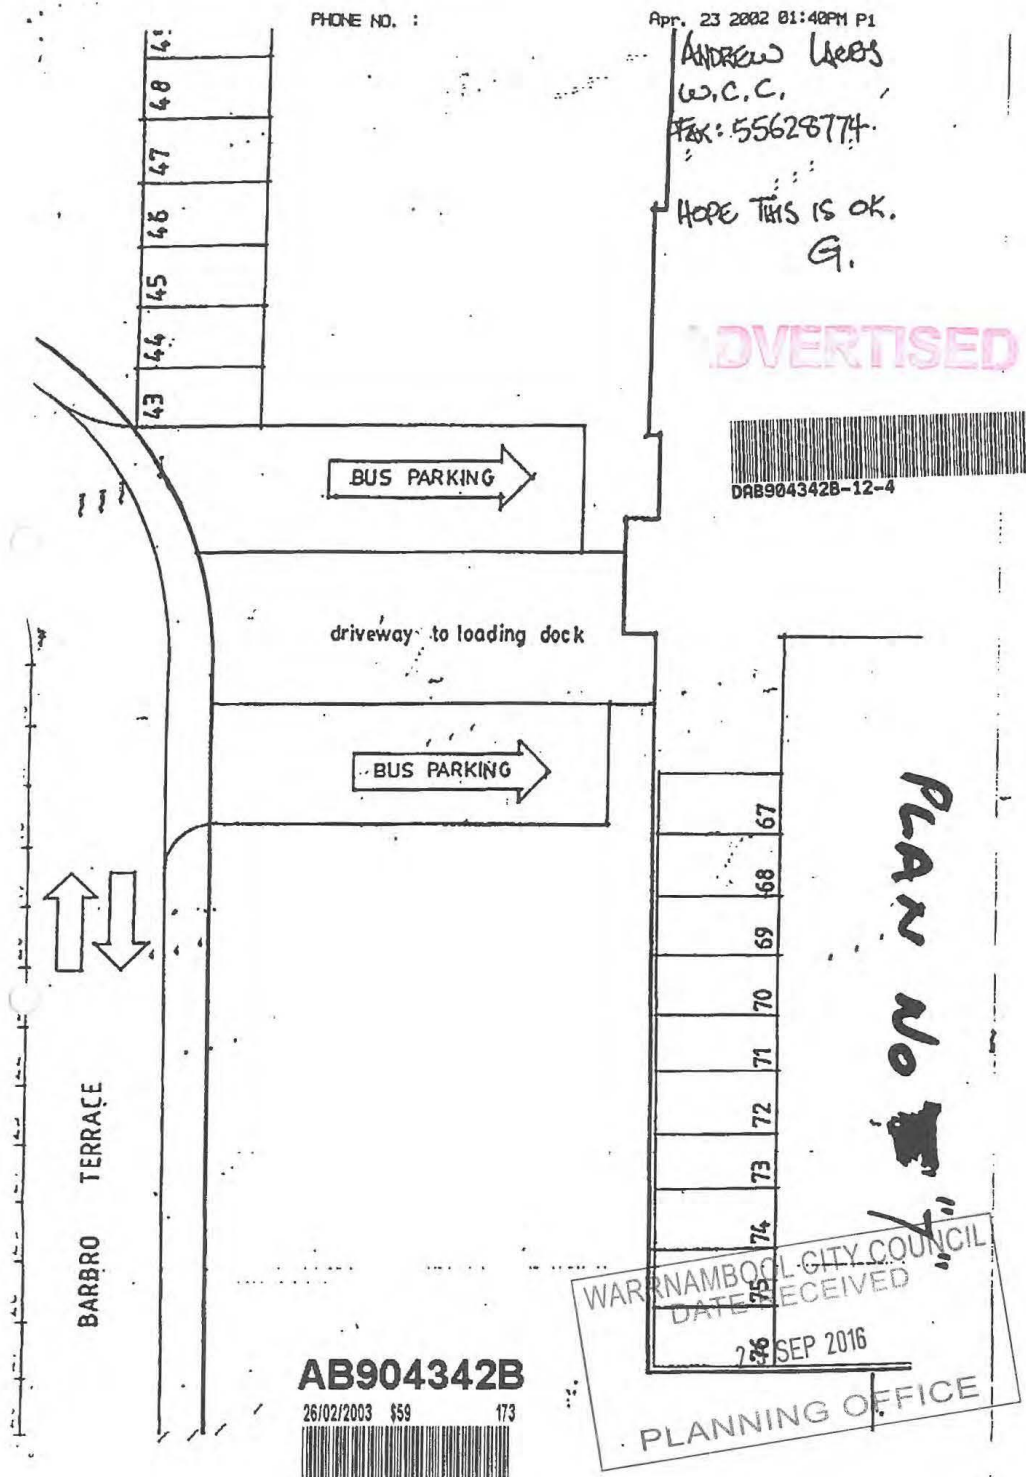 PHONE NO. :
Apr. 23 2002 01:40PM P1
ANDREW
W.C.C.
FAX: 55628774.
HOPE THIS IS OK.
G.
DVERTISED
DAB904342B-12-4
48
47
46
45
44
43
BUS PARKING
driveway to loading dock
BUS PARKING
67
68
69
70
71
72
73
74
75
76
PLAN NO "7"
BARBRO TERRACE
WARRNAMBOOL CITY COUNCIL
DATE RECEIVED
SEP 2016
PLANNING OFFICE
AB904342B
26/02/2003 $59 173